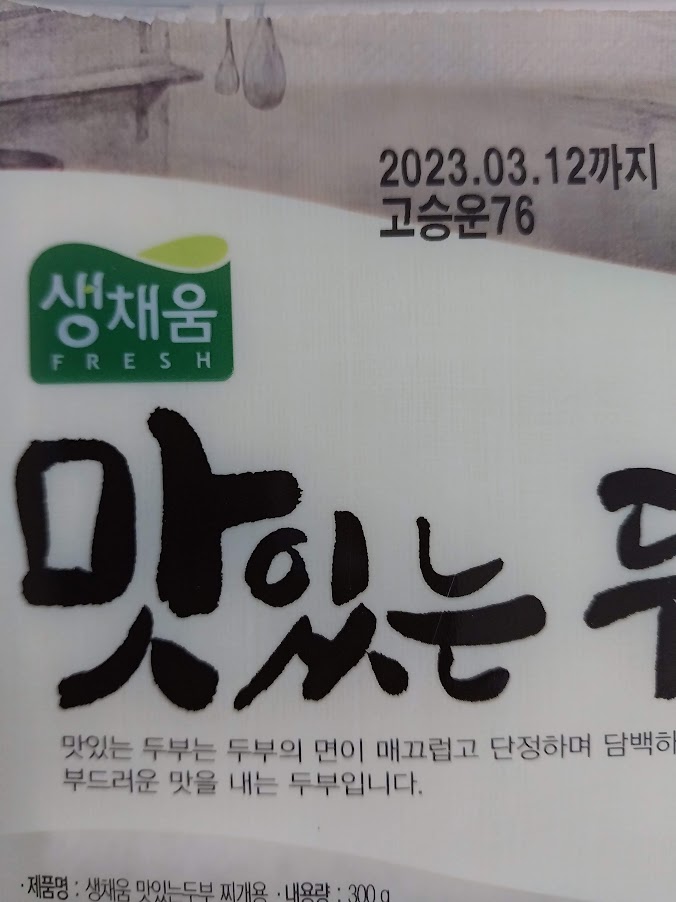 2023.03.12까지
고승운76
생채움
FRESH
맛있는
맛있는 두부는 두부의 면이 매끄럽고 단정하며 담백하
부드러운 맛을 내는 두부입니다.
·제품명 : 생채움 맛있는두부 찌개용 ·내용량 : 300 g